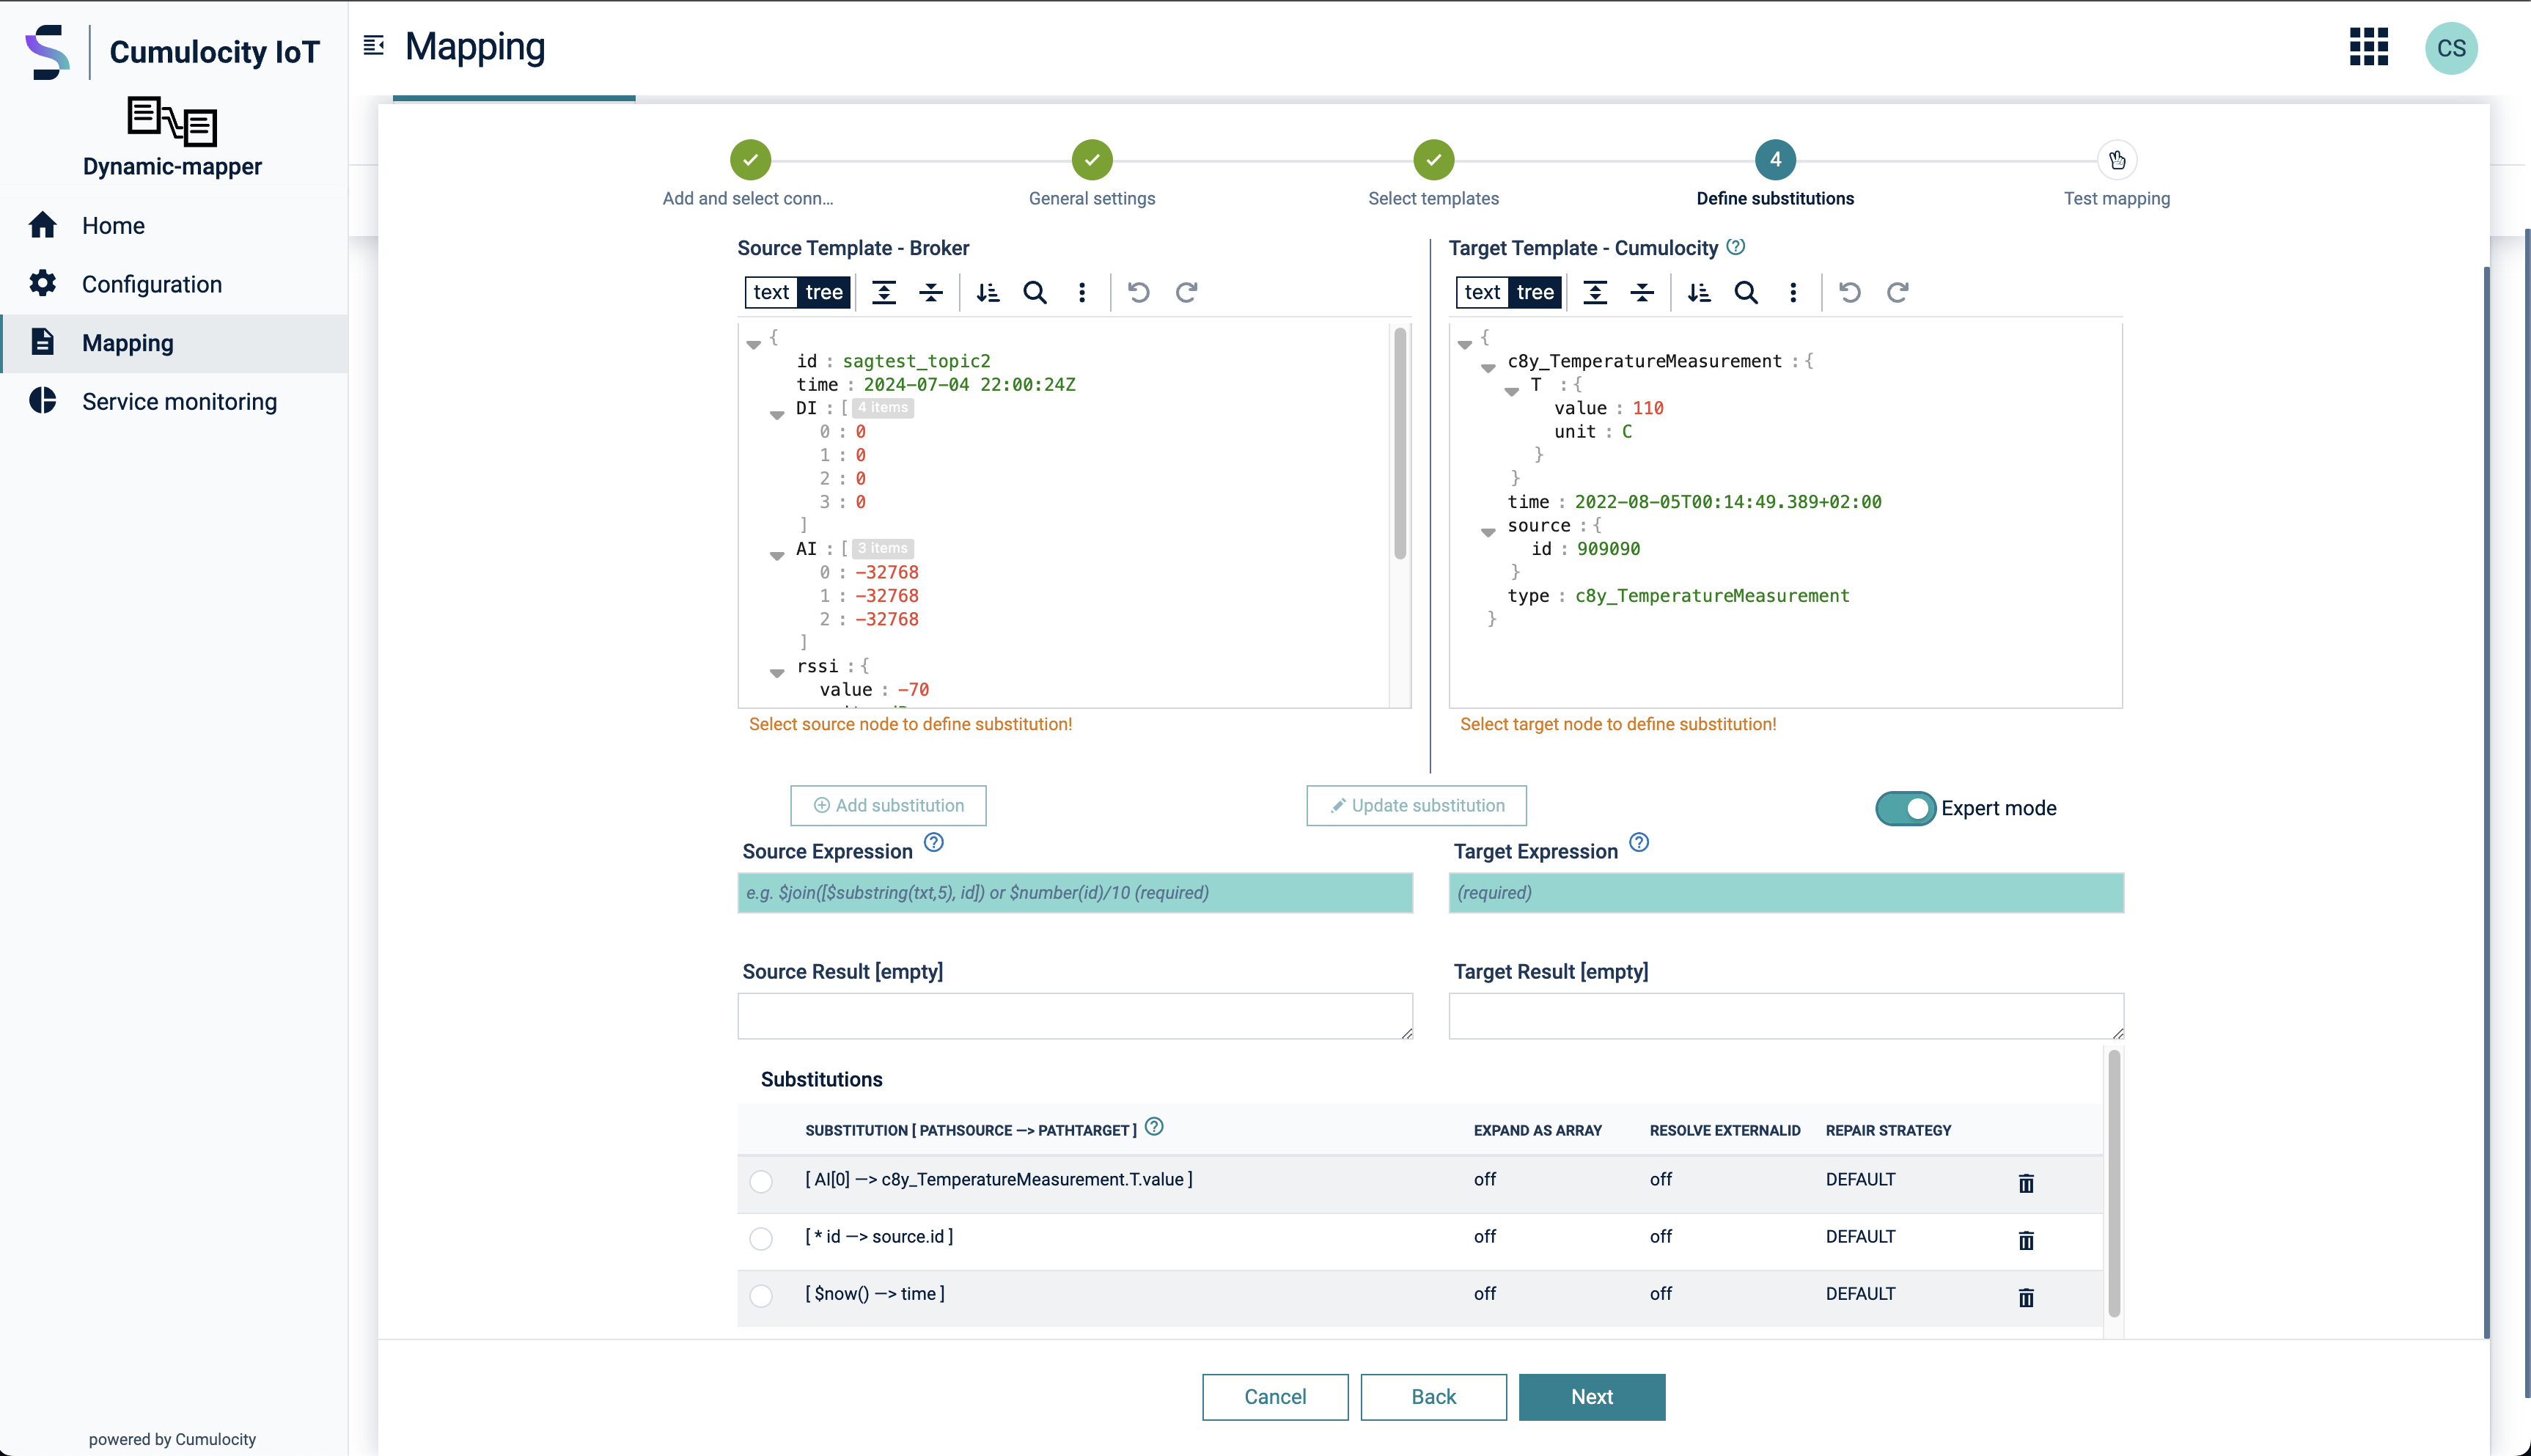 Cumulocity IoT
Mapping
CS
Dynamic-mapper
Home
Configuration
Mapping
Service monitoring
powered by Cumulocity
4
Add and select conn...
General settings
Select templates
Define substitutions
Test mapping
Source Template - Broker
text tree
{
id : sagtest_topic2
time : 2024-07-04 22:00:24Z
DI : [ 4 items
0 : 0
1 : 0
2 : 0
3 : 0
]
AI : [ 3 items
0 : -32768
1 : -32768
2 : -32768
]
rssi : {
value : -70
Select source node to define substitution!
Target Template - Cumulocity
text tree
{
c8y_TemperatureMeasurement : {
T : {
value : 110
unit : C
}
}
time : 2022-08-05T00:14:49.389+02:00
source : {
id : 909090
}
type : c8y_TemperatureMeasurement
}
Select target node to define substitution!
Add substitution
Update substitution
Expert mode
Source Expression
Target Expression
e.g. $join([$substring(txt,5), id]) or $number(id)/10 (required)
(required)
Source Result [empty]
Target Result [empty]
Substitutions
SUBSTITUTION [ PATHSOURCE —> PATHTARGET ] EXPAND AS ARRAY RESOLVE EXTERNALID REPAIR STRATEGY
[ AI[0] —> c8y_TemperatureMeasurement.T.value ] off off DEFAULT
[ * id —> source.id ] off off DEFAULT
[ $now() —> time ] off off DEFAULT
Cancel
Back
Next